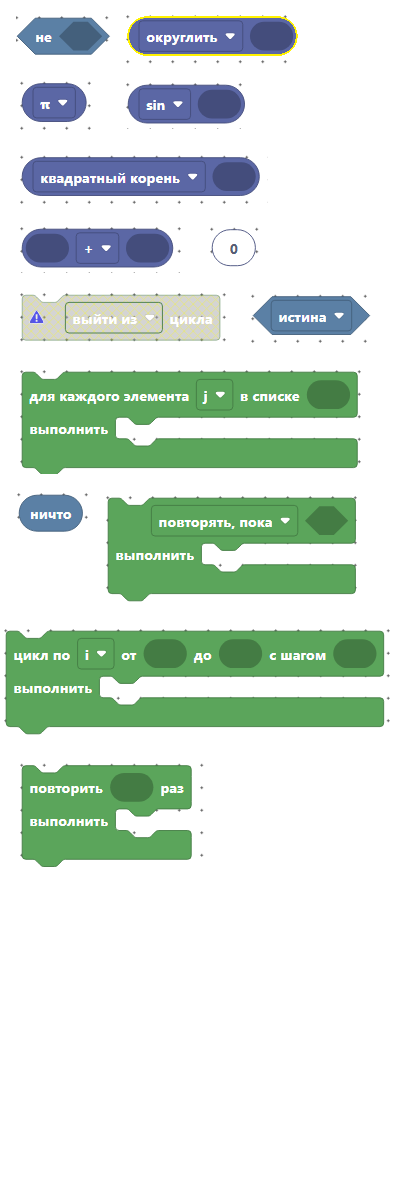 не
округлить
π
sin
квадратный корень
+
0
выйти из цикла
истина
для каждого элемента j в списке
выполнить
ничто
повторять, пока
выполнить
цикл по i от до с шагом
выполнить
повторить раз
выполнить